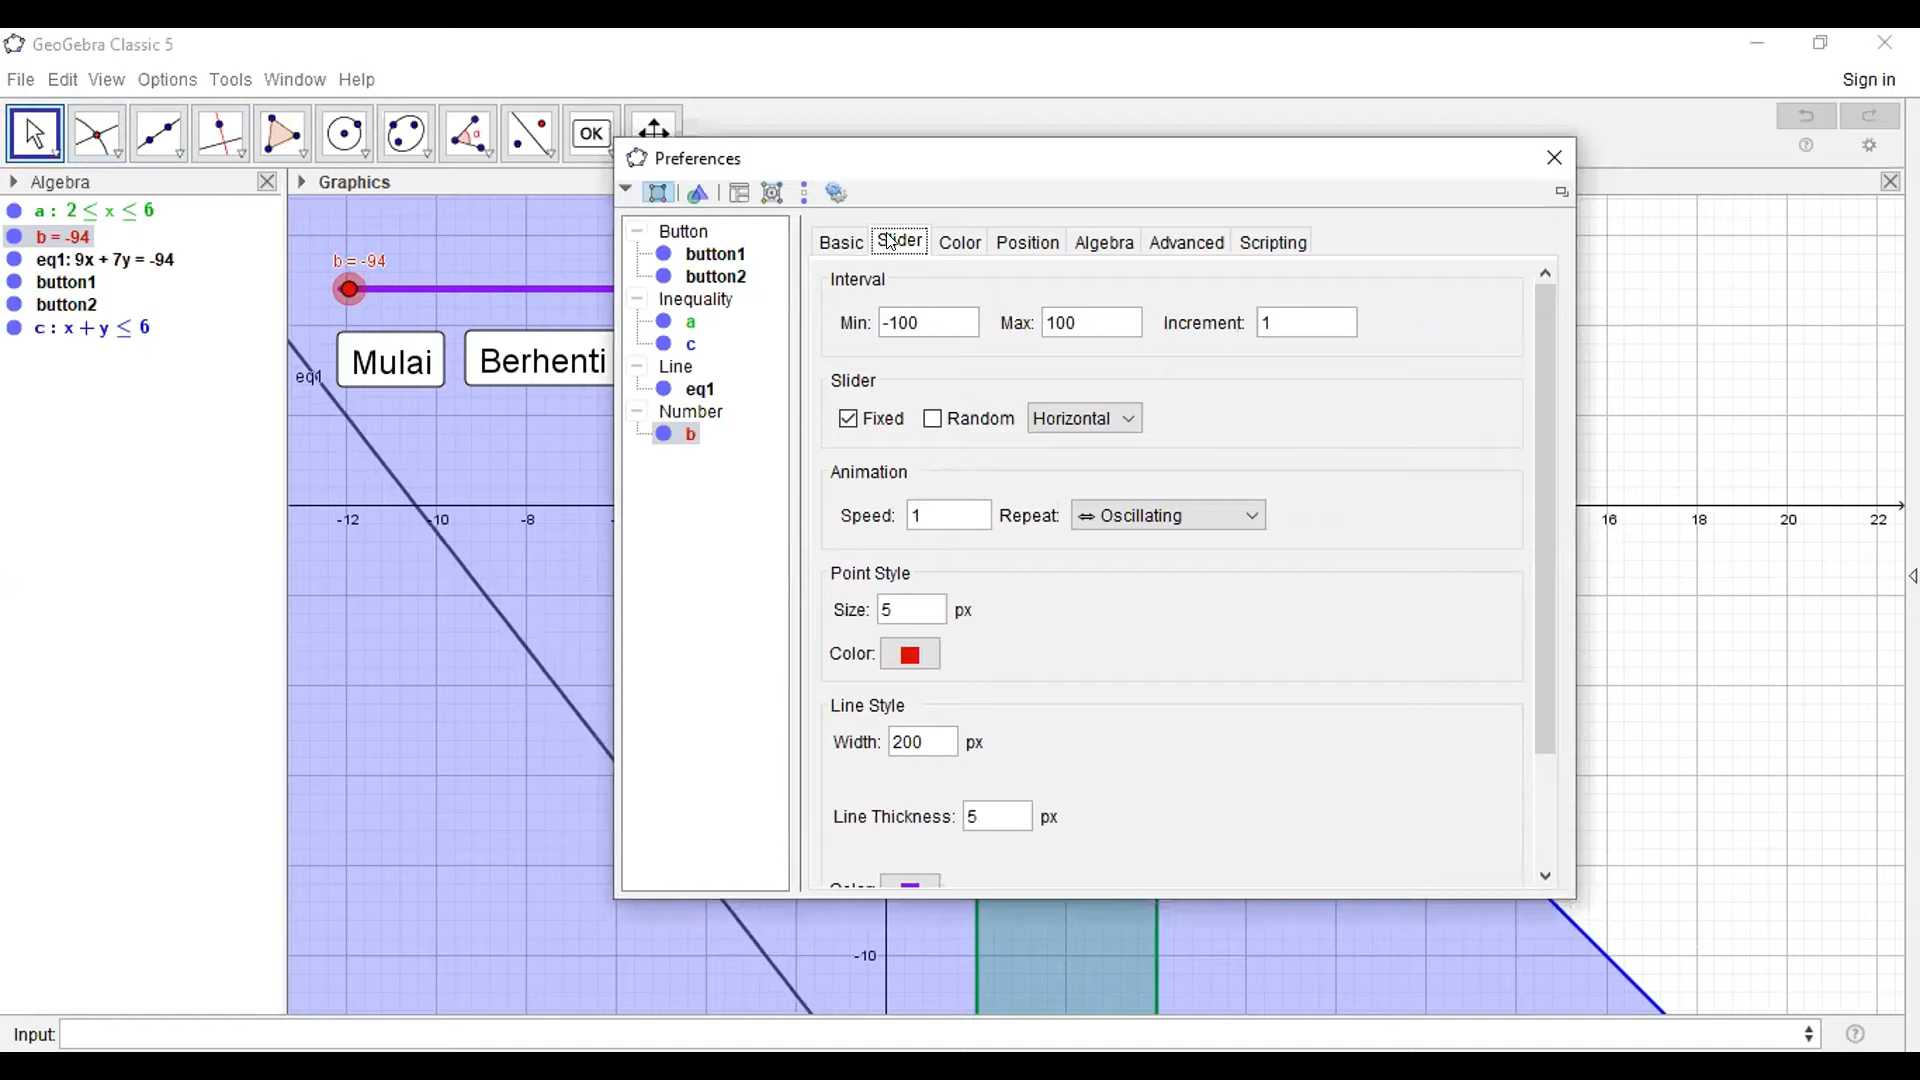 GeoGebra Classic 5
File Edit View Options Tools Window Help
Sign in
OK
Algebra
Graphics
a : 2 ≤ x ≤ 6
b = -94
eq1: 9x + 7y = -94
button1
button2
c : x + y ≤ 6
b = -94
Mulai
Berhenti
eq1
-12
-10
-8
16
18
20
22
-10
Preferences
Button
button1
button2
Inequality
a
c
Line
eq1
Number
b
Basic Slider Color Position Algebra Advanced Scripting
Interval
Min: -100 Max: 100 Increment: 1
Slider
Fixed Random Horizontal
Animation
Speed: 1 Repeat: ⇔ Oscillating
Point Style
Size: 5 px
Color:
Line Style
Width: 200 px
Line Thickness: 5 px
Color:
Input: